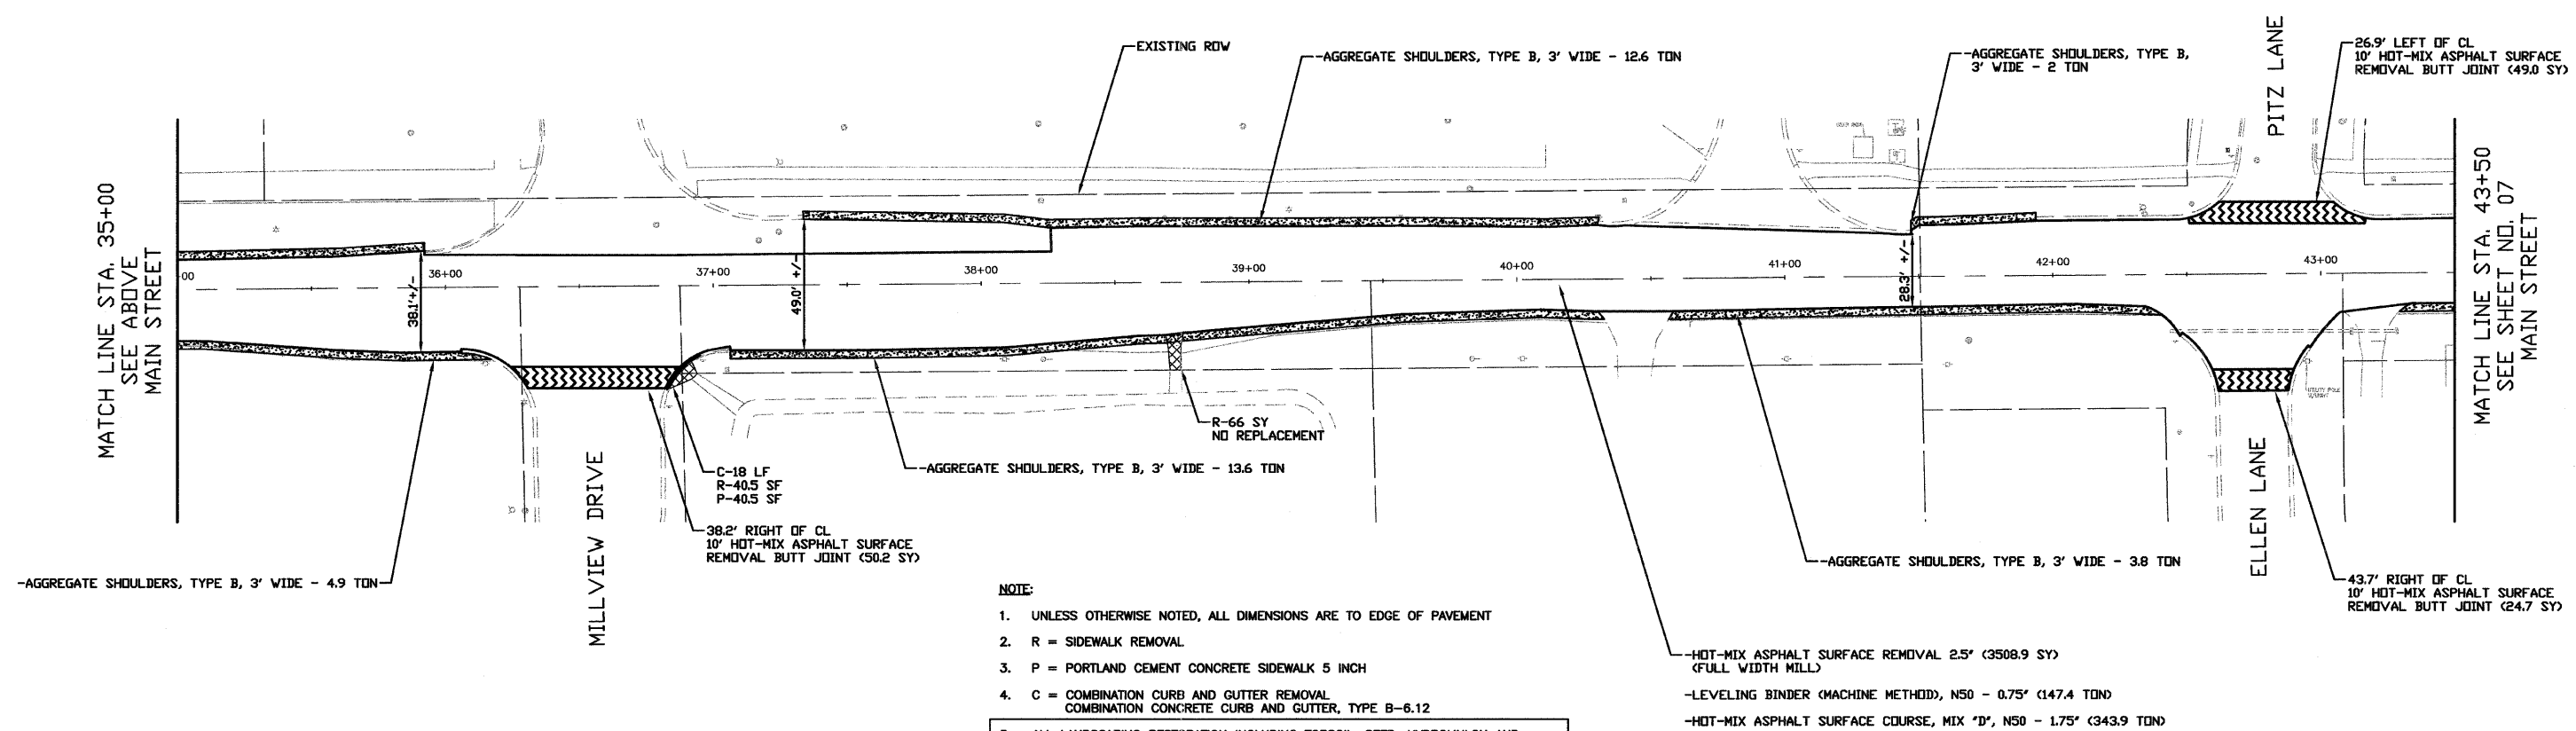 EXISTING ROW
-AGGREGATE SHOULDERS, TYPE B, 3' WIDE - 12.6 TON
-AGGREGATE SHOULDERS, TYPE B,
3' WIDE - 2 TON
PITZ LANE
26.9' LEFT OF CL
10' HOT-MIX ASPHALT SURFACE
REMOVAL BUTT JOINT (49.0 SY)
MATCH LINE STA. 35+00
SEE ABOVE
MAIN STREET
00
36+00
37+00
38+00
39+00
40+00
41+00
42+00
43+00
38.1'+/-
49.0' +/-
28.3' +/-
MATCH LINE STA. 43+50
SEE SHEET NO. 07
MAIN STREET
R-66 SY
NO REPLACEMENT
C-18 LF
R-40.5 SF
P-40.5 SF
-AGGREGATE SHOULDERS, TYPE B, 3' WIDE - 13.6 TON
38.2' RIGHT OF CL
10' HOT-MIX ASPHALT SURFACE
REMOVAL BUTT JOINT (50.2 SY)
MILLVIEW DRIVE
-AGGREGATE SHOULDERS, TYPE B, 3' WIDE - 4.9 TON
-AGGREGATE SHOULDERS, TYPE B, 3' WIDE - 3.8 TON
ELLEN LANE
43.7' RIGHT OF CL
10' HOT-MIX ASPHALT SURFACE
REMOVAL BUTT JOINT (24.7 SY)
NOTE:
1. UNLESS OTHERWISE NOTED, ALL DIMENSIONS ARE TO EDGE OF PAVEMENT
2. R = SIDEWALK REMOVAL
3. P = PORTLAND CEMENT CONCRETE SIDEWALK 5 INCH
4. C = COMBINATION CURB AND GUTTER REMOVAL
COMBINATION CONCRETE CURB AND GUTTER, TYPE B-6.12
-HOT-MIX ASPHALT SURFACE REMOVAL 2.5" (3508.9 SY)
(FULL WIDTH MILL)
-LEVELING BINDER (MACHINE METHOD), N50 - 0.75" (147.4 TON)
-HOT-MIX ASPHALT SURFACE COURSE, MIX "D", N50 - 1.75" (343.9 TON)